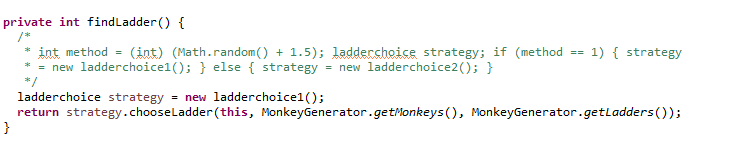 private int findLadder() {
/*
* int method = (int) (Math.random() + 1.5); ladderchoice strategy; if (method == 1) { strategy
* = new ladderchoice1(); } else { strategy = new ladderchoice2(); }
*/
ladderchoice strategy = new ladderchoice1();
return strategy.chooseLadder(this, MonkeyGenerator.getMonkeys(), MonkeyGenerator.getLadders());
}